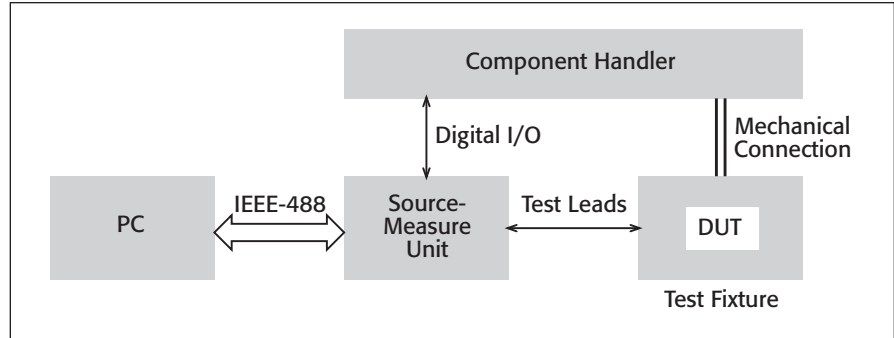 Component Handler
Digital I/O
Mechanical
Connection
PC
IEEE-488
Source-
Measure
Unit
Test Leads
DUT
Test Fixture